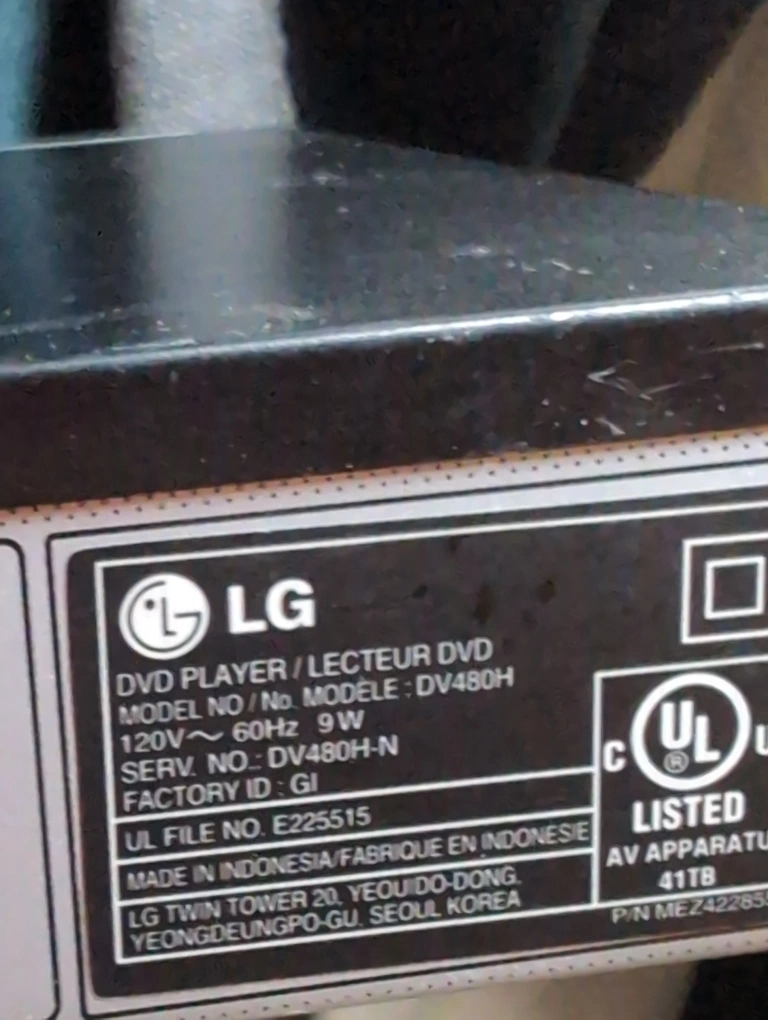 LG
DVD PLAYER / LECTEUR DVD
MODEL NO / No. MODÈLE : DV480H
120V～ 60Hz 9W
SERV. NO.: DV480H-N
FACTORY ID : GI
UL FILE NO. E225515
MADE IN INDONESIA/FABRIQUE EN INDONESIE
LG TWIN TOWER 20, YEOUIDO-DONG,
YEONGDEUNGPO-GU, SEOUL KOREA
C UL ®
LISTED
AV APPARATU
41TB
P/N MEZ42285